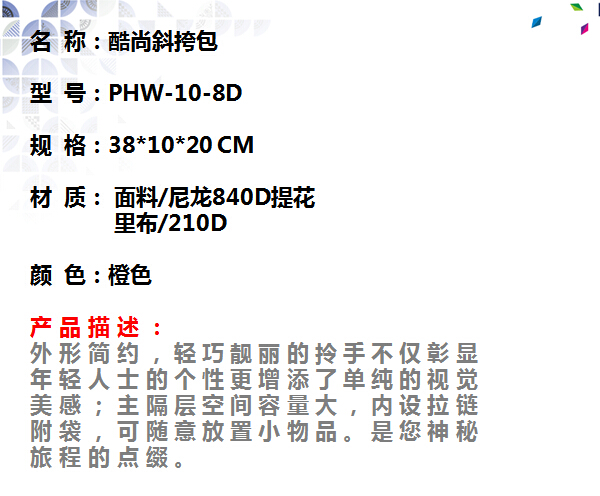 名 称：酷尚斜挎包
型 号：PHW-10-8D
规 格：38*10*20 CM
材 质： 面料/尼龙840D提花
里布/210D
颜 色：橙色
产品描述：
外形简约，轻巧靓丽的拎手不仅彰显
年轻人士的个性更增添了单纯的视觉
美感；主隔层空间容量大，内设拉链
附袋，可随意放置小物品。是您神秘
旅程的点缀。